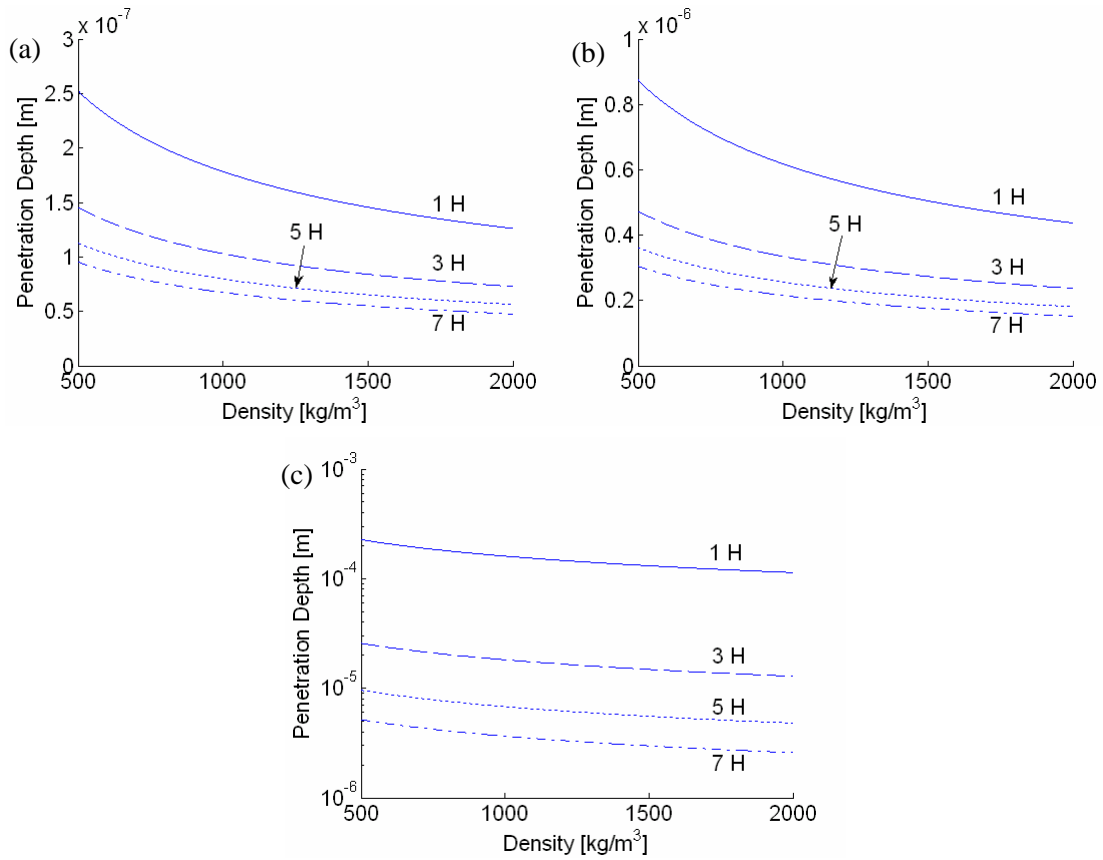 (a)
x 10⁻⁷
3
2.5
2
1.5
1
0.5
0
Penetration Depth [m]
1 H
5 H
3 H
7 H
500
1000
1500
2000
Density [kg/m³]
(b)
x 10⁻⁶
1
0.8
0.6
0.4
0.2
0
Penetration Depth [m]
1 H
5 H
3 H
7 H
500
1000
1500
2000
Density [kg/m³]
(c)
10⁻³
10⁻⁴
10⁻⁵
10⁻⁶
Penetration Depth [m]
1 H
3 H
5 H
7 H
500
1000
1500
2000
Density [kg/m³]